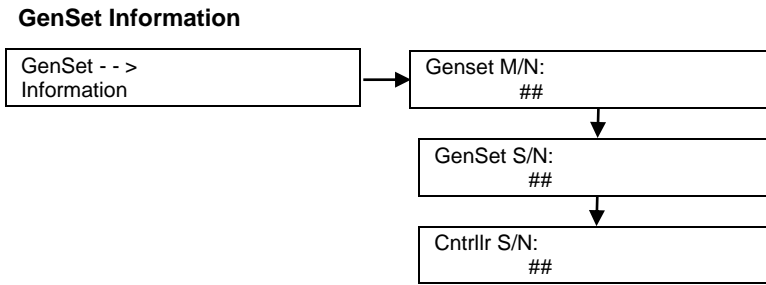 GenSet Information
GenSet - - >
Information
Genset M/N:
##
GenSet S/N:
##
Cntrllr S/N:
##